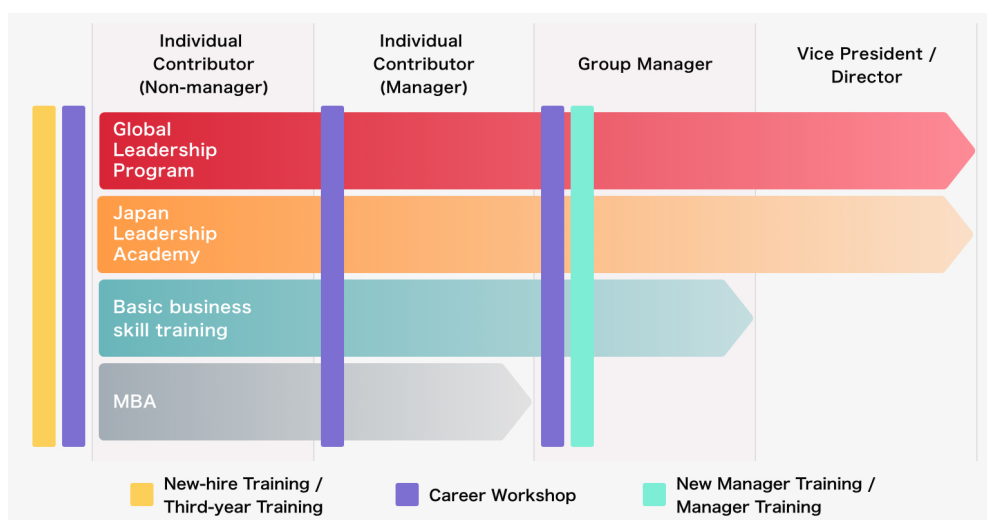 Individual
Contributor
(Non-manager)
Individual
Contributor
(Manager)
Group Manager
Vice President /
Director
Global
Leadership
Program
Japan
Leadership
Academy
Basic business
skill training
MBA
New-hire Training /
Third-year Training
Career Workshop
New Manager Training /
Manager Training